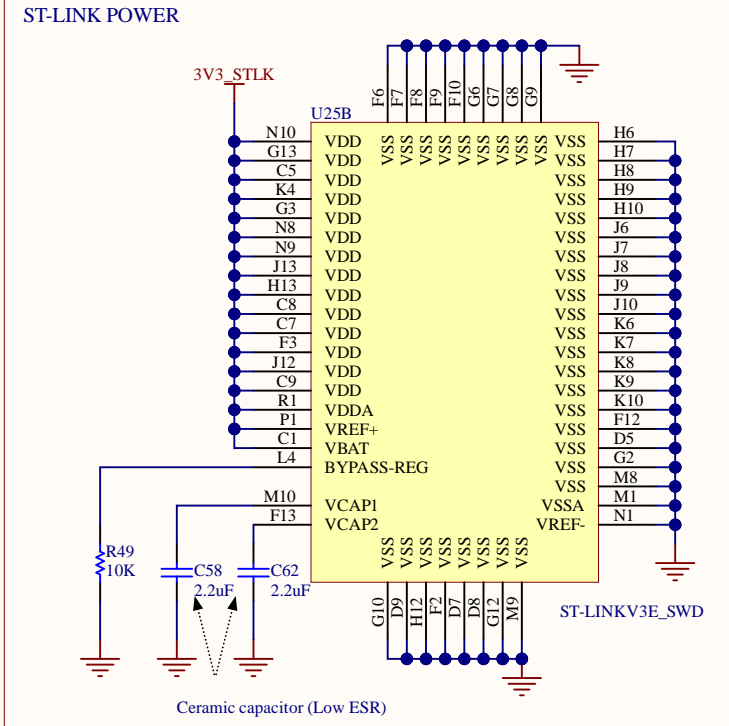 ST-LINK POWER
3V3_STLK
U25B
F6 F7 F8 F9 F10 G6 G7 G8 G9
VSS VSS VSS VSS VSS VSS VSS VSS VSS
N10 VDD VSS H6
G13 VDD VSS H7
C5 VDD VSS H8
K4 VDD VSS H9
G3 VDD VSS H10
N8 VDD VSS J6
N9 VDD VSS J7
J13 VDD VSS J8
H13 VDD VSS J9
C8 VDD VSS J10
C7 VDD VSS K6
F3 VDD VSS K7
J12 VDD VSS K8
C9 VDD VSS K9
R1 VDDA VSS K10
P1 VREF+ VSS F12
C1 VBAT VSS D5
L4 BYPASS-REG VSS G2
VSS M8
M10 VCAP1 VSSA M1
F13 VCAP2 VREF- N1
VSS VSS VSS VSS VSS VSS VSS VSS
G10 D9 H12 F2 D7 D8 G12 M9
R49
10K
C58
2.2uF
C62
2.2uF
ST-LINKV3E_SWD
Ceramic capacitor (Low ESR)